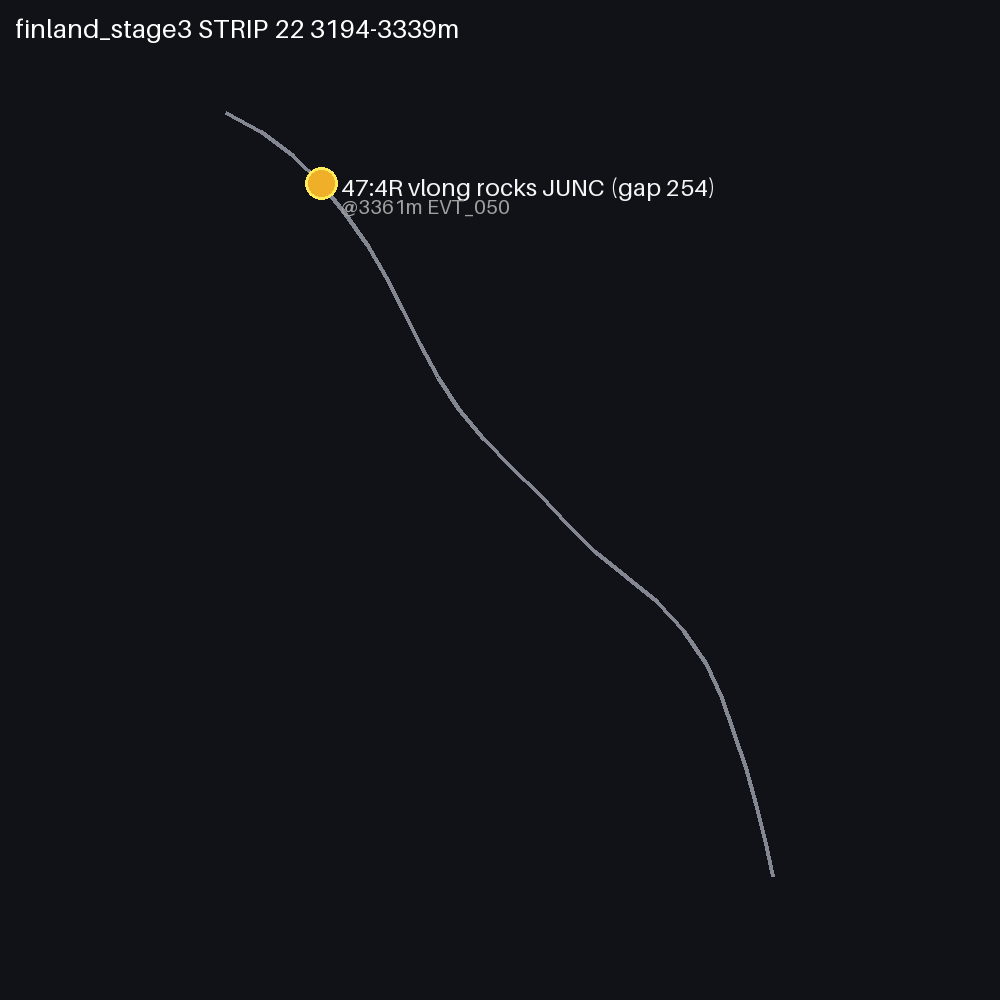 finland_stage3 STRIP 22 3194-3339m
47:4R vlong rocks JUNC (gap 254)
@3361m EVT_050